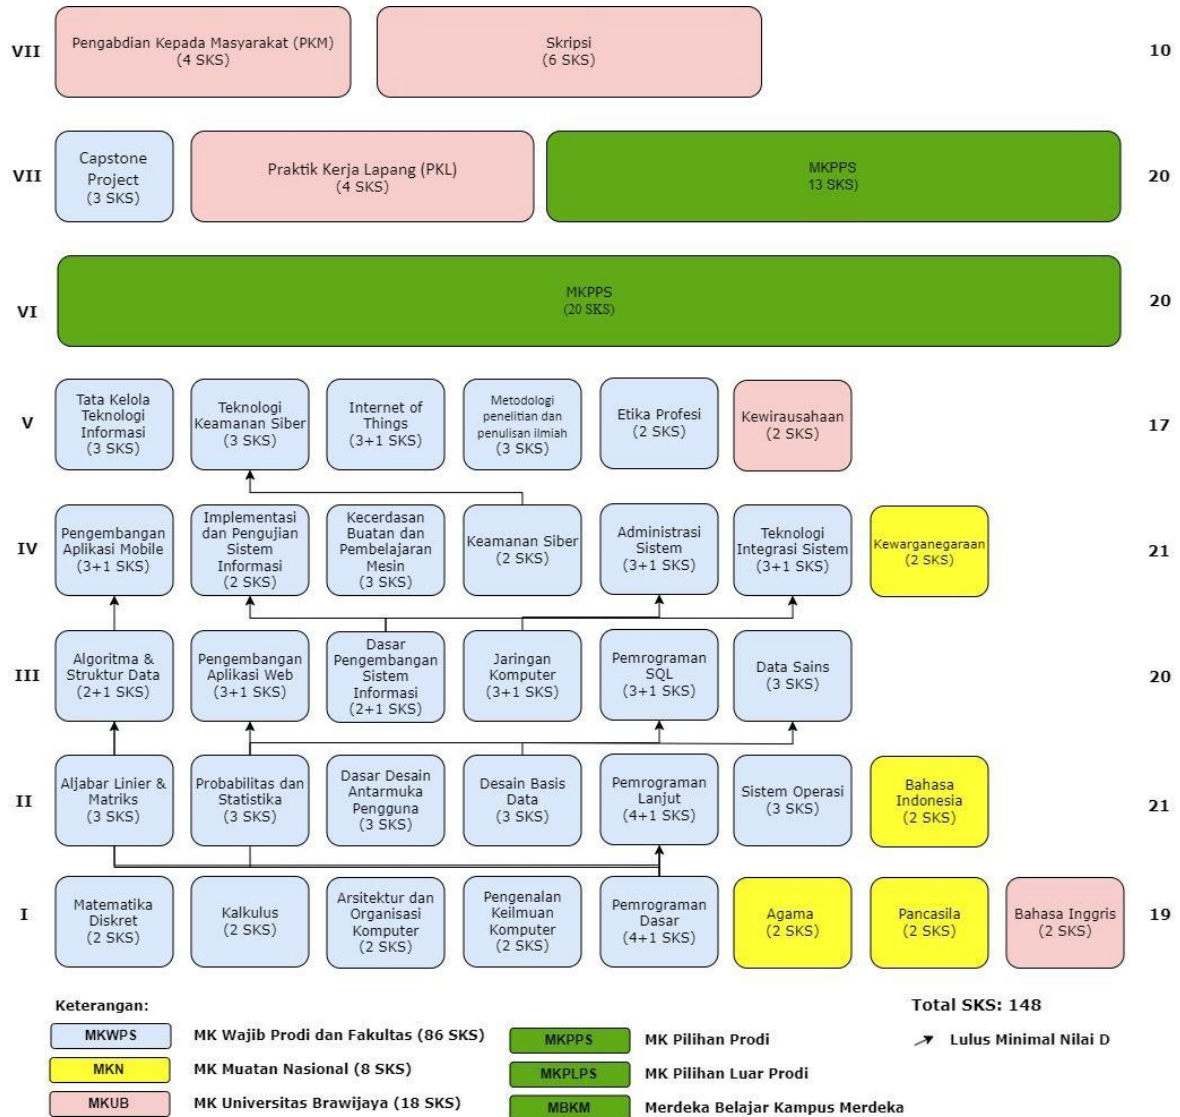 VII
Pengabdian Kepada Masyarakat (PKM)
(4 SKS)
Skripsi
(6 SKS)
10
VII
Capstone
Project
(3 SKS)
Praktik Kerja Lapang (PKL)
(4 SKS)
MKPPS
13 SKS)
20
VI
MKPPS
(20 SKS)
20
V
Tata Kelola
Teknologi
Informasi
(3 SKS)
Teknologi
Keamanan Siber
(3 SKS)
Internet of
Things
(3+1 SKS)
Metodologi
penelitian dan
penulisan ilmiah
(3 SKS)
Etika Profesi
(2 SKS)
Kewirausahaan
(2 SKS)
17
IV
Pengembangan
Aplikasi Mobile
(3+1 SKS)
Implementasi
dan Pengujian
Sistem
Informasi
(2 SKS)
Kecerdasan
Buatan dan
Pembelajaran
Mesin
(3 SKS)
Keamanan Siber
(2 SKS)
Administrasi
Sistem
(3+1 SKS)
Teknologi
Integrasi Sistem
(3+1 SKS)
Kewarganegaraan
(2 SKS)
21
III
Algoritma &
Struktur Data
(2+1 SKS)
Pengembangan
Aplikasi Web
(3+1 SKS)
Dasar
Pengembangan
Sistem
Informasi
(2+1 SKS)
Jaringan
Komputer
(3+1 SKS)
Pemrograman
SQL
(3+1 SKS)
Data Sains
(3 SKS)
20
II
Aljabar Linier &
Matriks
(3 SKS)
Probabilitas dan
Statistika
(3 SKS)
Dasar Desain
Antarmuka
Pengguna
(3 SKS)
Desain Basis
Data
(3 SKS)
Pemrograman
Lanjut
(4+1 SKS)
Sistem Operasi
(3 SKS)
Bahasa
Indonesia
(2 SKS)
21
I
Matematika
Diskret
(2 SKS)
Kalkulus
(2 SKS)
Arsitektur dan
Organisasi
Komputer
(2 SKS)
Pengenalan
Keilmuan
Komputer
(2 SKS)
Pemrograman
Dasar
(4+1 SKS)
Agama
(2 SKS)
Pancasila
(2 SKS)
Bahasa Inggris
(2 SKS)
19
Keterangan:
Total SKS: 148
MKWPS
MK Wajib Prodi dan Fakultas (86 SKS)
MKPPS
MK Pilihan Prodi
Lulus Minimal Nilai D
MKN
MK Muatan Nasional (8 SKS)
MKPLPS
MK Pilihan Luar Prodi
MKUB
MK Universitas Brawijaya (18 SKS)
MBKM
Merdeka Belajar Kampus Merdeka